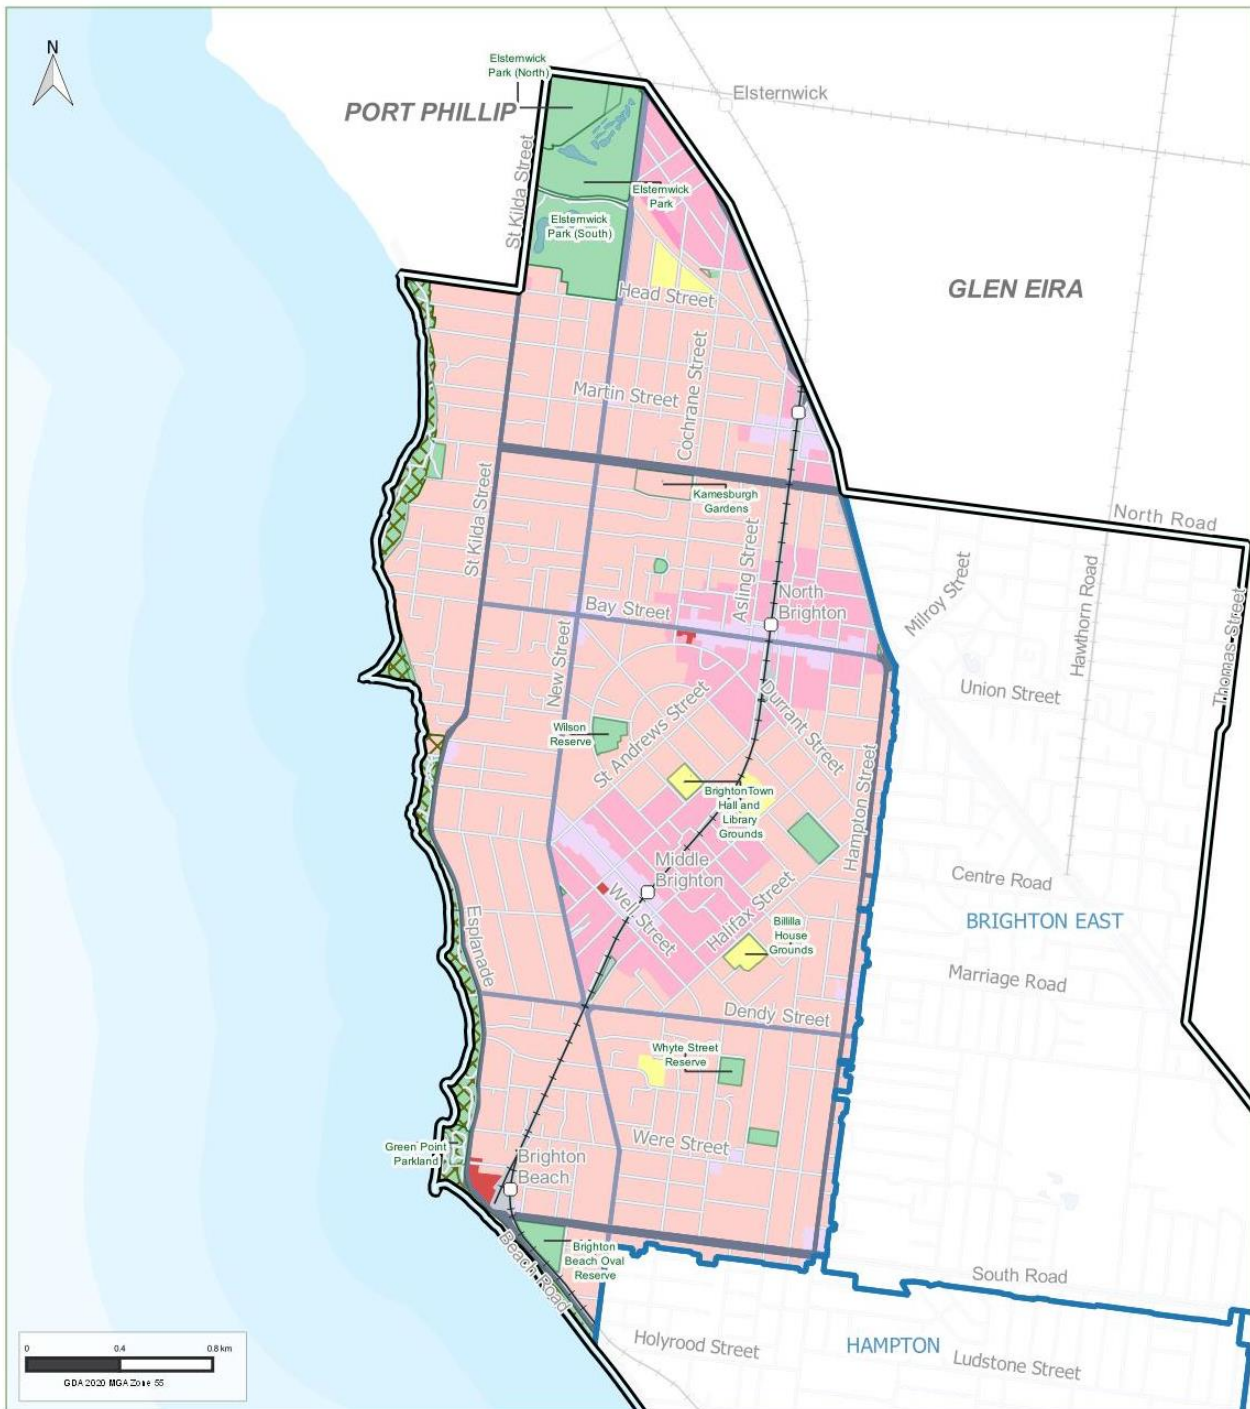 N
Elsternwick
Park (North)
PORT PHILLIP
Elsternwick
St Kilda Street
Elsternwick
Park
Elsternwick
Park (South)
GLEN EIRA
Head Street
Martin Street
Cochrane Street
Kamesburgh
Gardens
North Road
St Kilda Street
Asling Street
North
Brighton
Milroy Street
Hawthorn Road
Thomas Street
Bay Street
New Street
Union Street
Wilson
Reserve
St Andrews Street
Durrant Street
Hampton Street
BrightonTown
Hall and
Library
Grounds
Middle
Brighton
Centre Road
Well Street
Halifax Street
BRIGHTON EAST
Billilla
House
Grounds
Esplanade
Marriage Road
Dendy Street
Whyte Street
Reserve
Green Point
Parkland
Were Street
Brighton
Beach
Beach Road
Brighton
Beach Oval
Reserve
South Road
Holyrood Street
HAMPTON
Ludstone Street
0 0.4 0.8 km
GDA 2020 MGA Zone 55